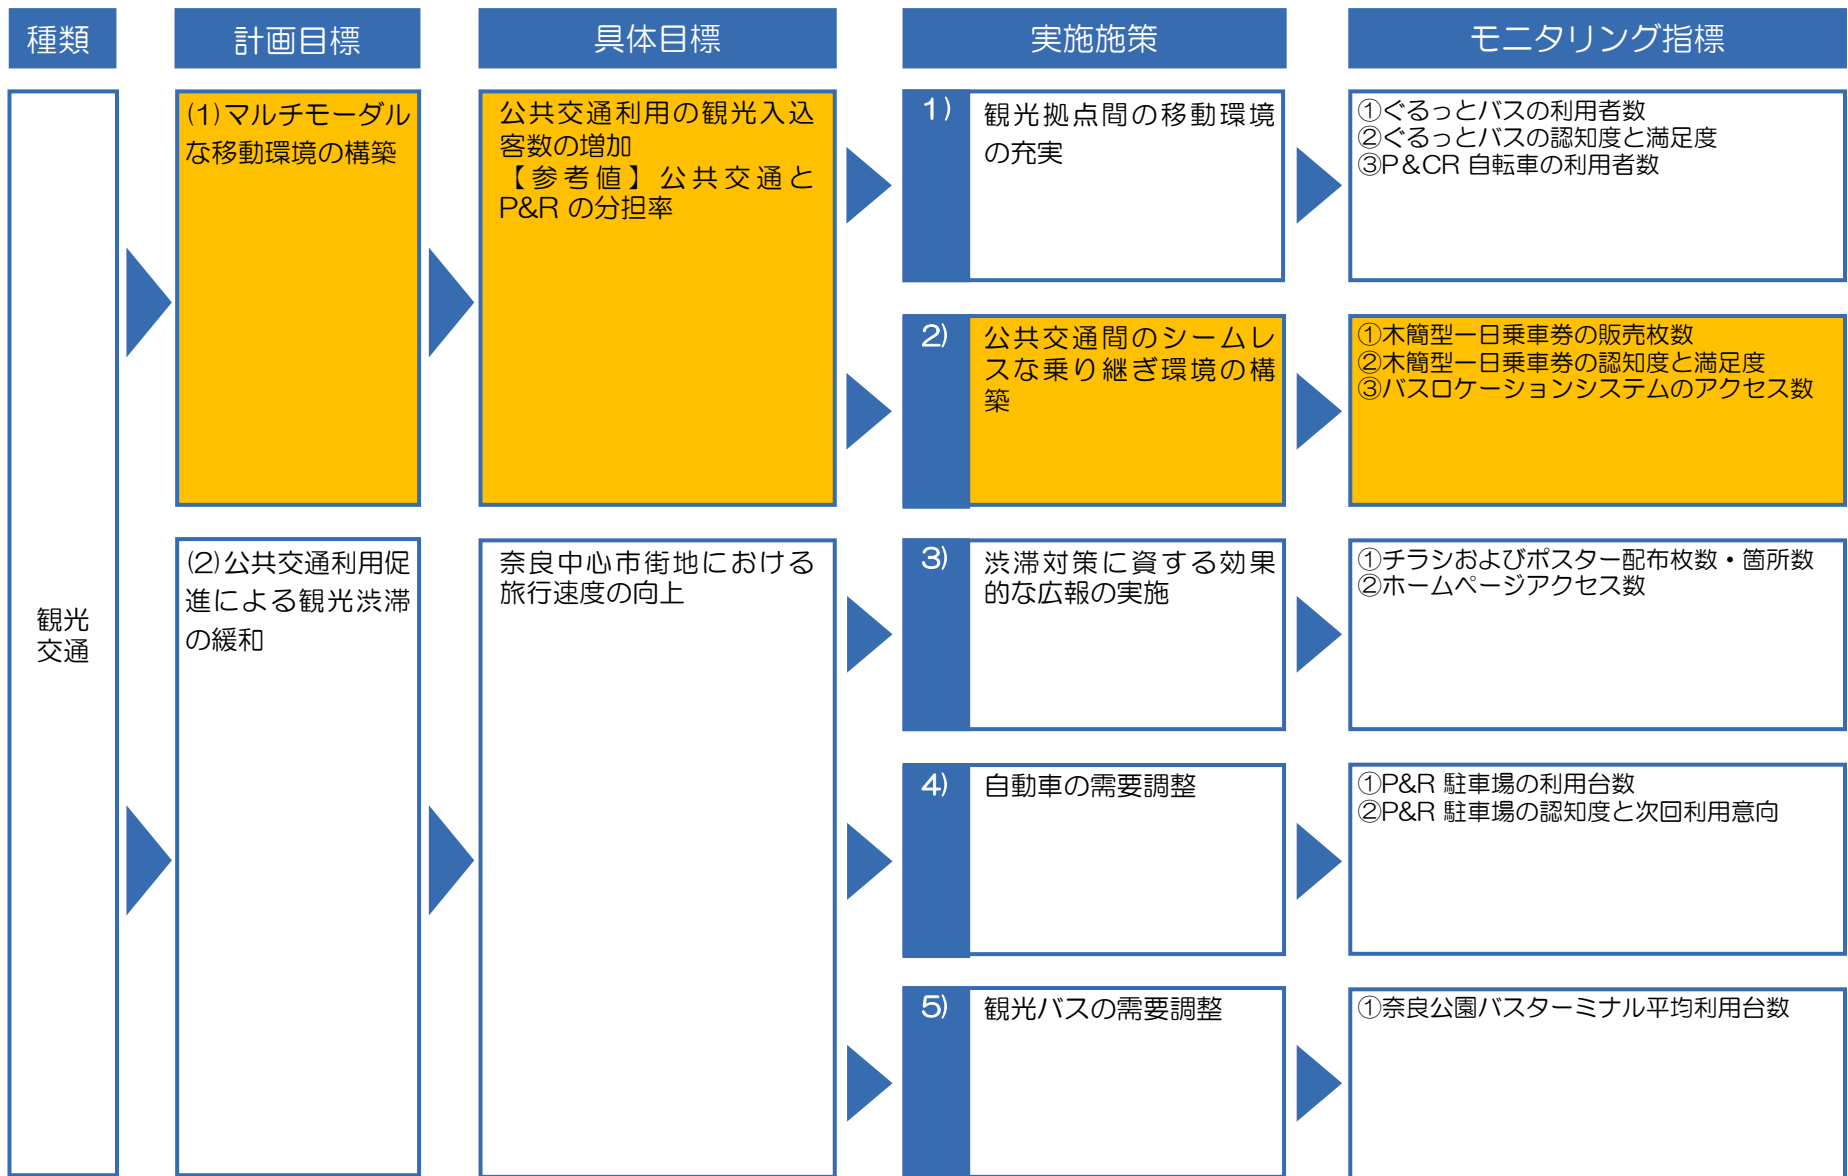 種類
計画目標
具体目標
実施施策
モニタリング指標
観光
交通
(1)マルチモーダル
な移動環境の構築
公共交通利用の観光入込
客数の増加
【参考値】公共交通と
P&R の分担率
1)
観光拠点間の移動環境
の充実
①ぐるっとバスの利用者数
②ぐるっとバスの認知度と満足度
③P&CR 自転車の利用者数
2)
公共交通間のシームレ
スな乗り継ぎ環境の構
築
①木簡型一日乗車券の販売枚数
②木簡型一日乗車券の認知度と満足度
③バスロケーションシステムのアクセス数
(2)公共交通利用促
進による観光渋滞
の緩和
奈良中心市街地における
旅行速度の向上
3)
渋滞対策に資する効果
的な広報の実施
①チラシおよびポスター配布枚数・箇所数
②ホームページアクセス数
4)
自動車の需要調整
①P&R 駐車場の利用台数
②P&R 駐車場の認知度と次回利用意向
5)
観光バスの需要調整
①奈良公園バスターミナル平均利用台数